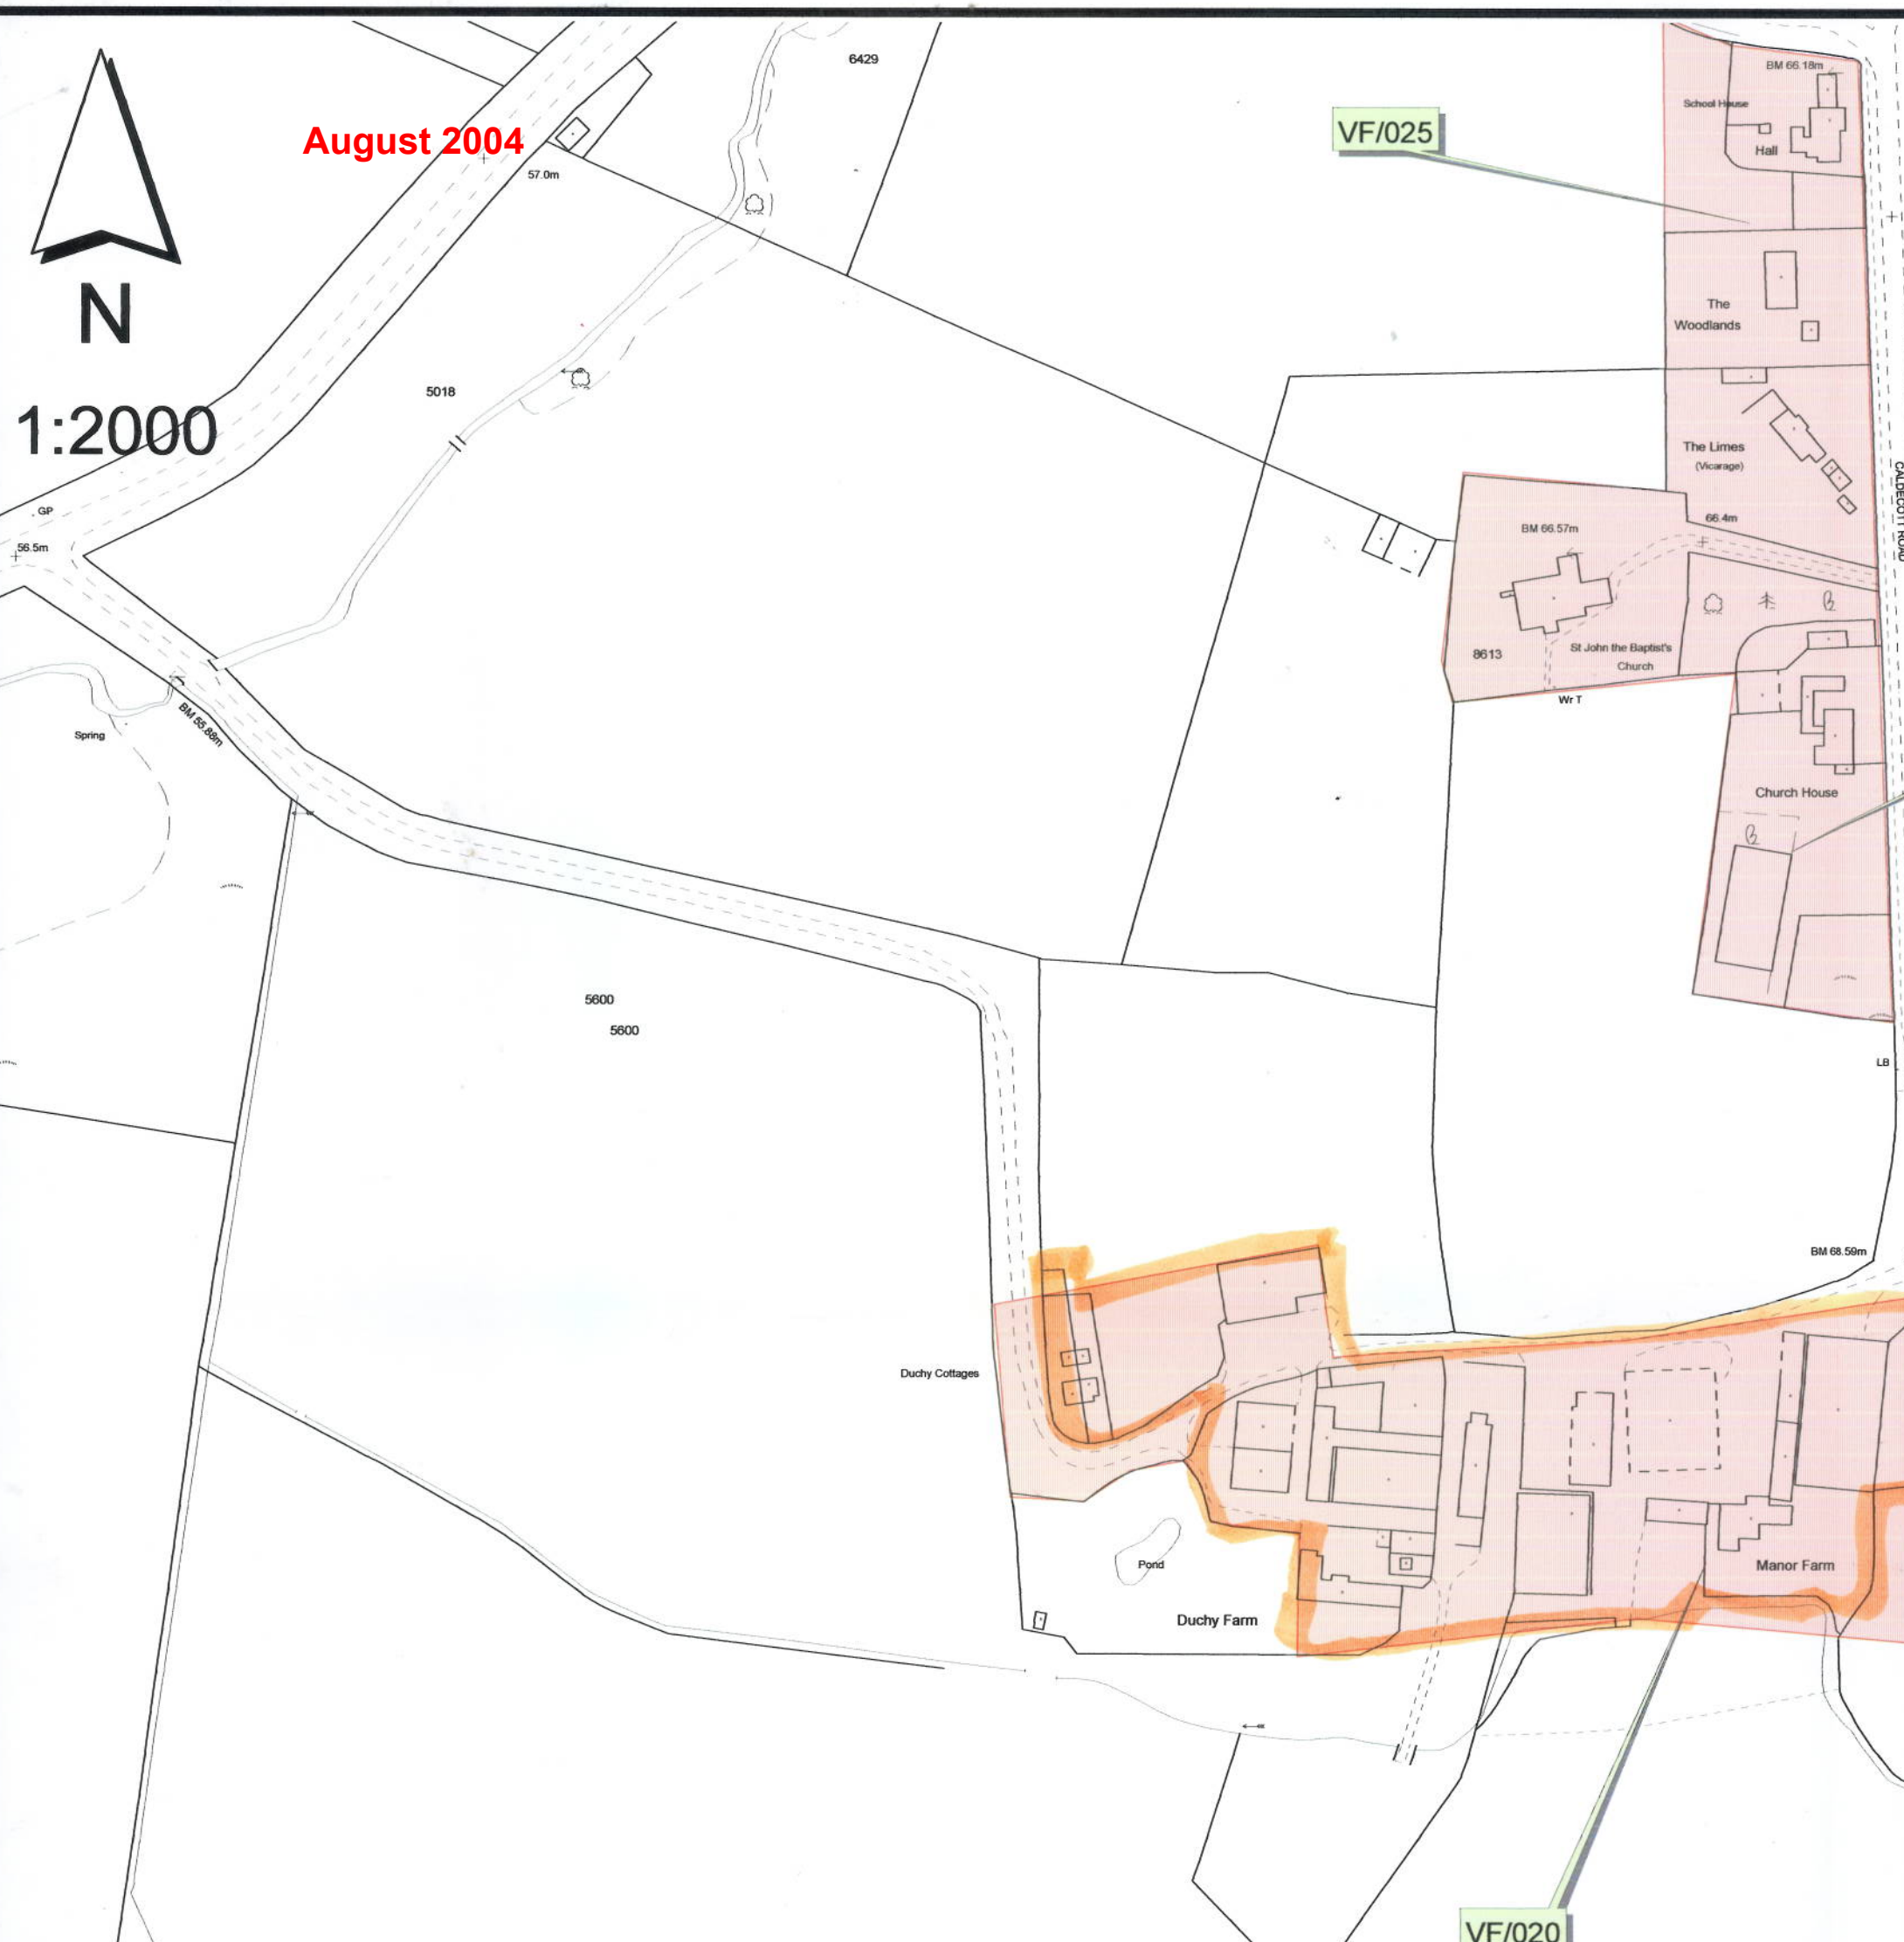 6429
BM 66.18m
School House
VF/025
August 2004
Hall
57.0m
N
The
Woodlands
5018
1:2000
The Limes
(Vicarage)
CALDECOTT ROAD
GP
66.4m
BM 66.57m
56.5m
St John the Baptist's
Church
8613
Wr T
BM 55.88m
Spring
Church House
5600
5600
LB
BM 68.59m
Duchy Cottages
Pond
Manor Farm
Duchy Farm
VF/020